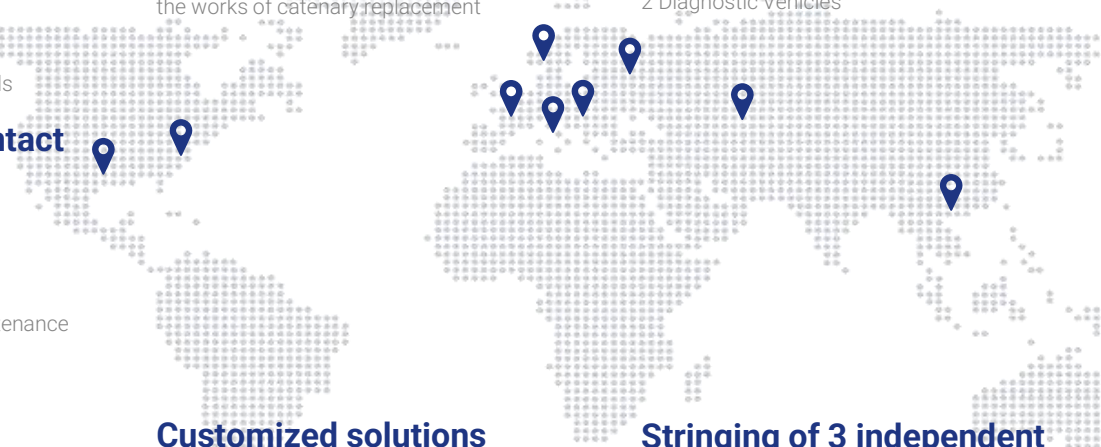 the works of catenary replacement
2 Diagnostic Vehicles
ls
ntact
enance
Customized solutions
Stringing of 3 independent